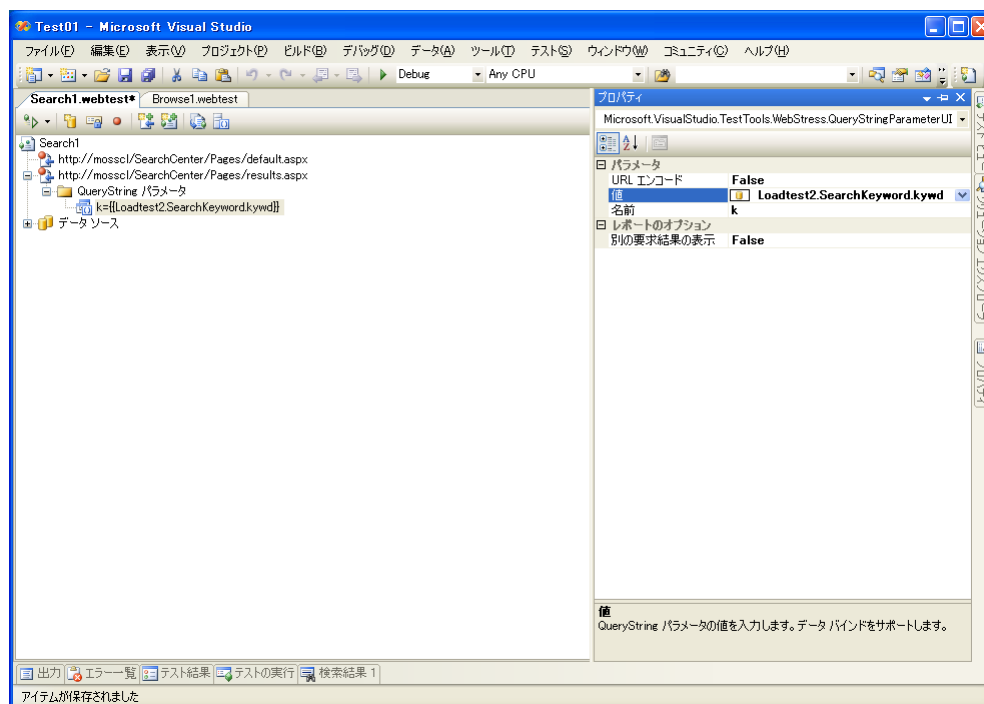 Test01 - Microsoft Visual Studio
ファイル(F) 編集(E) 表示(V) プロジェクト(P) ビルド(B) デバッグ(D) データ(A) ツール(T) テスト(S) ウィンドウ(W) コミュニティ(C) ヘルプ(H)
Debug Any CPU
Search1.webtest* Browse1.webtest
Search1
http://mosscl/SearchCenter/Pages/default.aspx
http://mosscl/SearchCenter/Pages/results.aspx
QueryString パラメータ
k={{Loadtest2.SearchKeyword.kywd}}
データ ソース
プロパティ
Microsoft.VisualStudio.TestTools.WebStress.QueryStringParameterUI
パラメータ
URL エンコード False
値 Loadtest2.SearchKeyword.kywd
名前 k
レポートのオプション
別の要求結果の表示 False
値
QueryString パラメータの値を入力します。データ バインドをサポートします。
プロパティ
出力 エラー一覧 テスト結果 テストの実行 検索結果 1
アイテムが保存されました